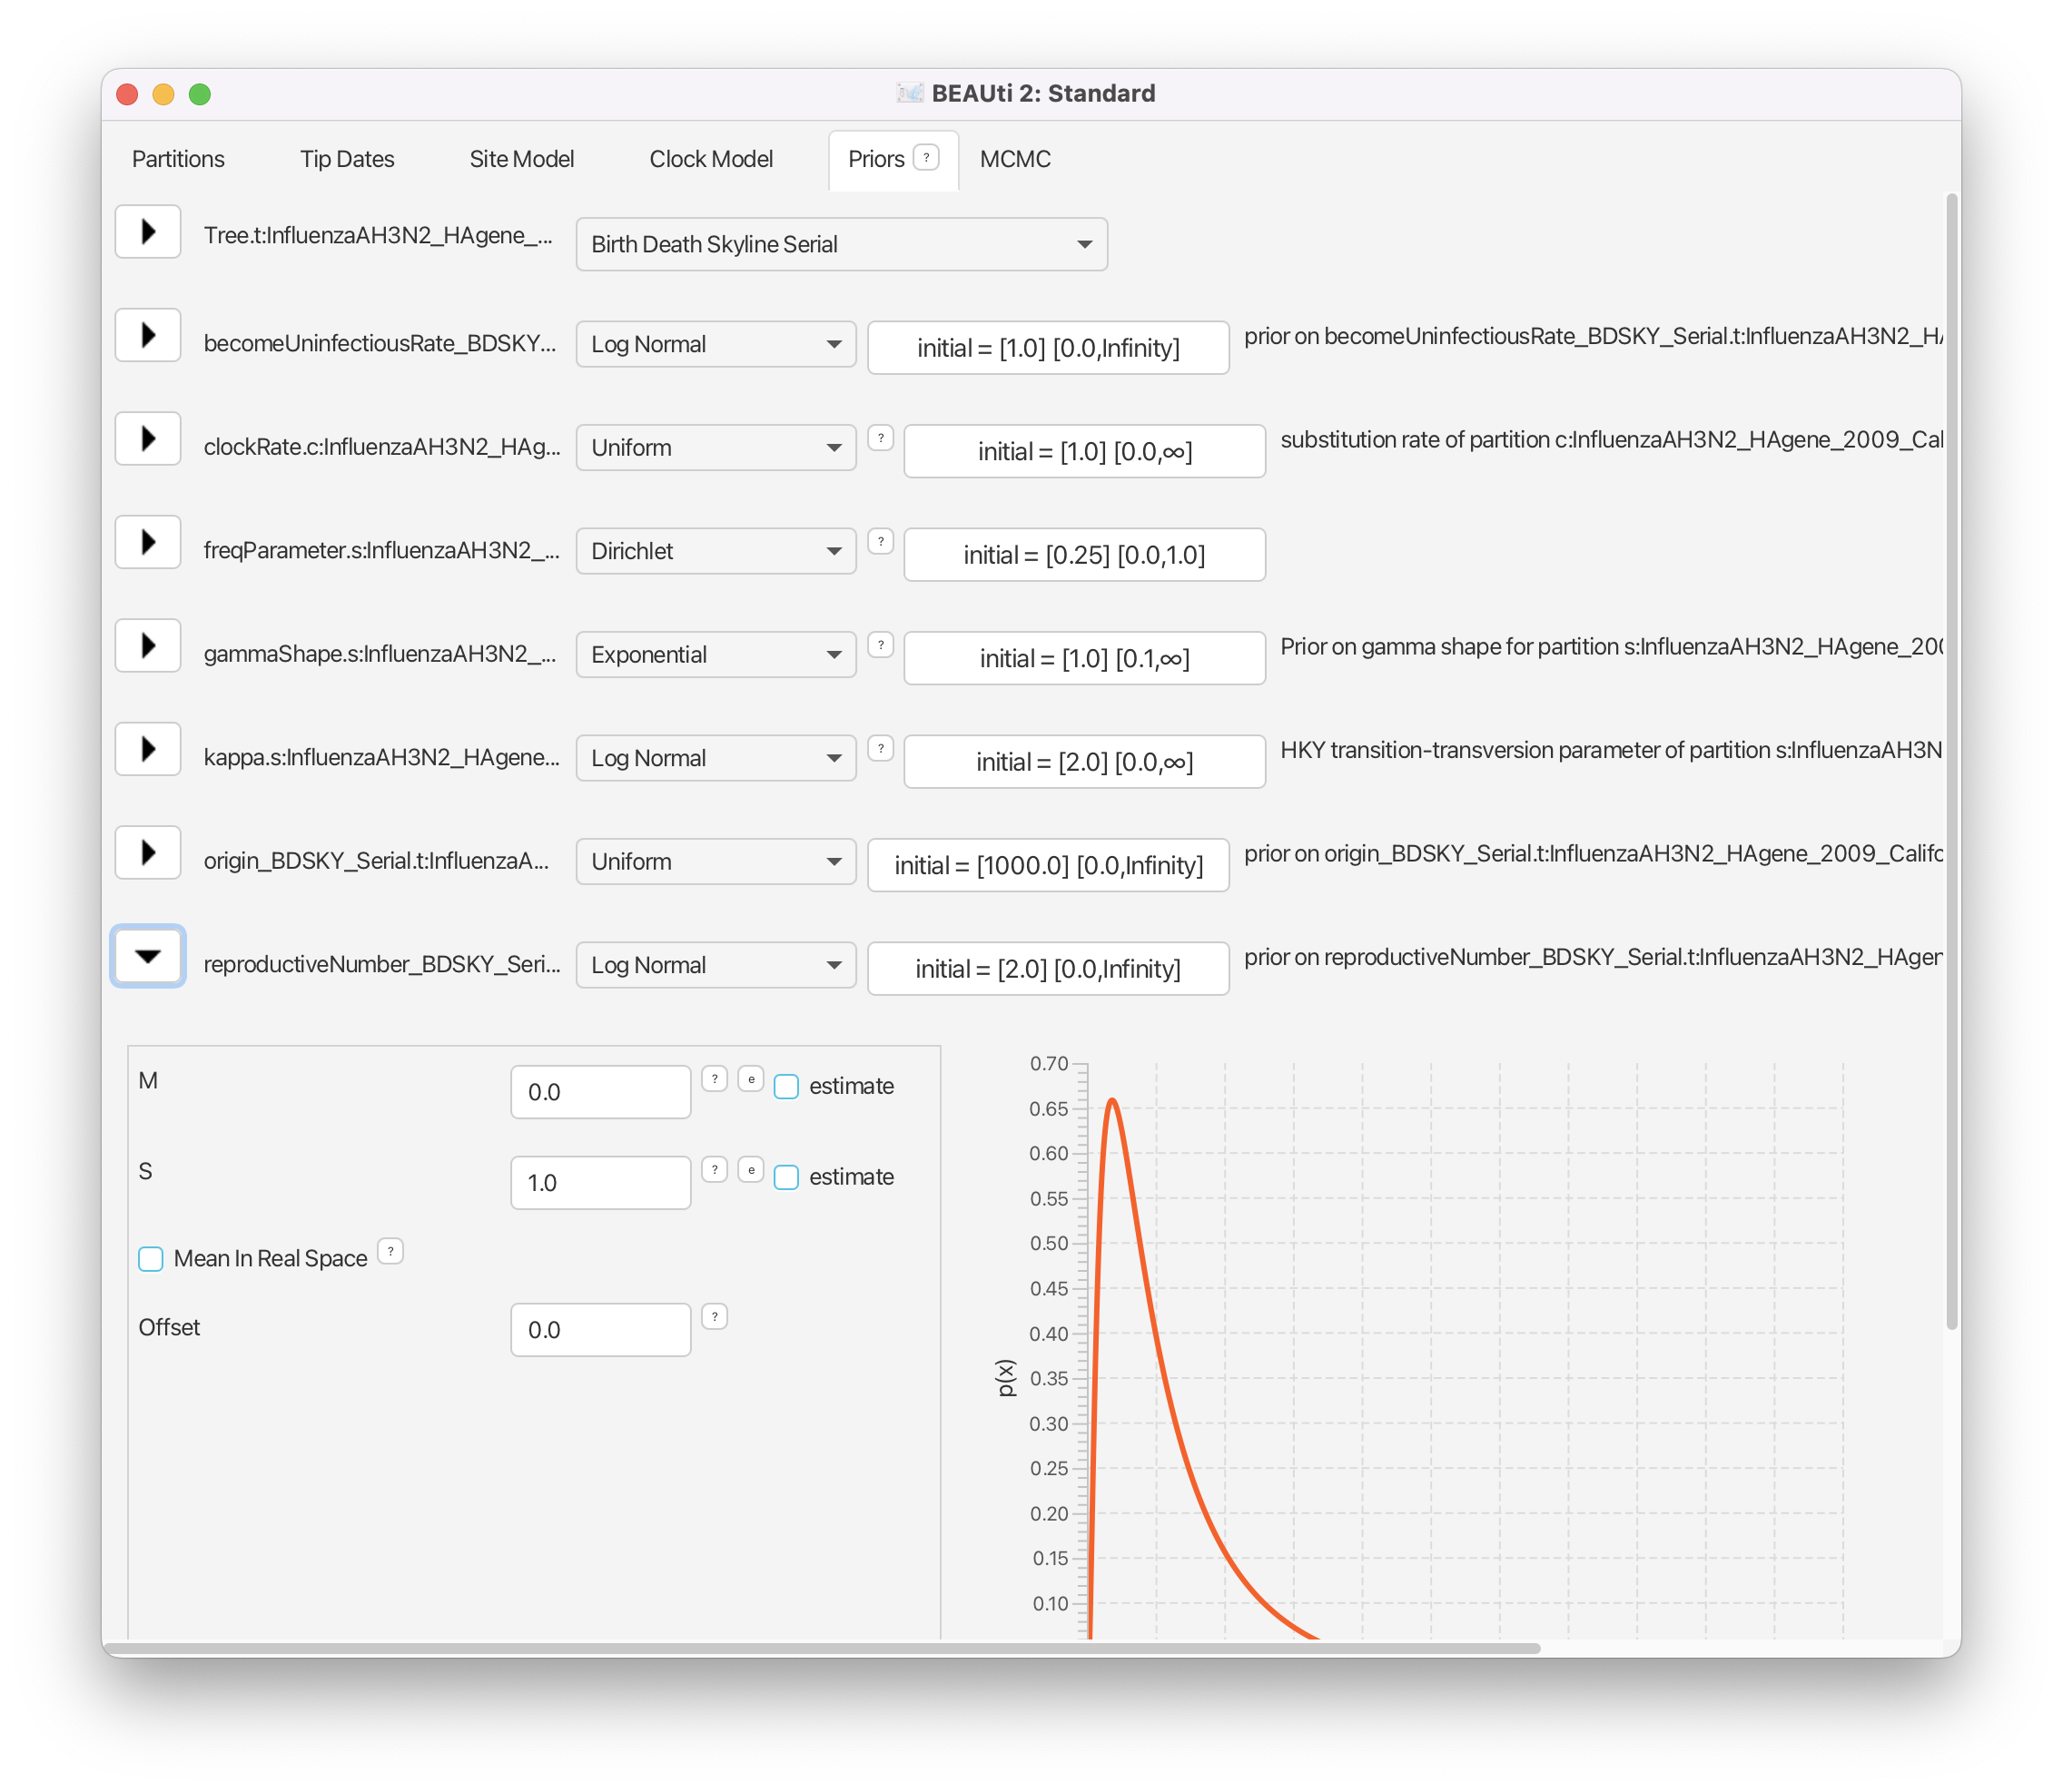 BEAUti 2: Standard
Partitions Tip Dates Site Model Clock Model Priors ? MCMC
Tree.t:InfluenzaAH3N2_HAgene_... Birth Death Skyline Serial
becomeUninfectiousRate_BDSKY... Log Normal initial = [1.0] [0.0,Infinity] prior on becomeUninfectiousRate_BDSKY_Serial.t:InfluenzaAH3N2_HA
clockRate.c:InfluenzaAH3N2_HAg... Uniform ? initial = [1.0] [0.0,∞] substitution rate of partition c:InfluenzaAH3N2_HAgene_2009_Cal
freqParameter.s:InfluenzaAH3N2_... Dirichlet ? initial = [0.25] [0.0,1.0]
gammaShape.s:InfluenzaAH3N2_... Exponential ? initial = [1.0] [0.1,∞] Prior on gamma shape for partition s:InfluenzaAH3N2_HAgene_200
kappa.s:InfluenzaAH3N2_HAgene... Log Normal ? initial = [2.0] [0.0,∞] HKY transition-transversion parameter of partition s:InfluenzaAH3N
origin_BDSKY_Serial.t:InfluenzaA... Uniform initial = [1000.0] [0.0,Infinity] prior on origin_BDSKY_Serial.t:InfluenzaAH3N2_HAgene_2009_Califo
reproductiveNumber_BDSKY_Seri... Log Normal initial = [2.0] [0.0,Infinity] prior on reproductiveNumber_BDSKY_Serial.t:InfluenzaAH3N2_HAgen
M 0.0 ? e estimate
S 1.0 ? e estimate
Mean In Real Space ?
Offset 0.0 ?
p(x)
0.70
0.65
0.60
0.55
0.50
0.45
0.40
0.35
0.30
0.25
0.20
0.15
0.10